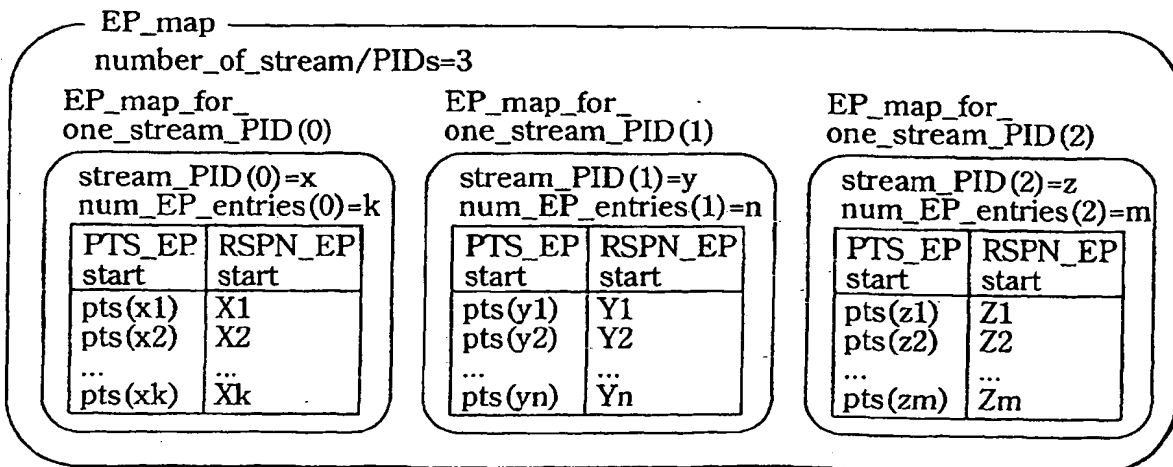 EP_map
number_of_stream/PIDs=3
EP_map_for_
one_stream_PID(0)
stream_PID(0)=x
num_EP_entries(0)=k
PTS_EP RSPN_EP
start start
pts(x1) X1
pts(x2) X2
... ...
pts(xk) Xk
EP_map_for_
one_stream_PID(1)
stream_PID(1)=y
num_EP_entries(1)=n
PTS_EP RSPN_EP
start start
pts(y1) Y1
pts(y2) Y2
... ...
pts(yn) Yn
EP_map_for_
one_stream_PID(2)
stream_PID(2)=z
num_EP_entries(2)=m
PTS_EP RSPN_EP
start start
pts(z1) Z1
pts(z2) Z2
... ...
pts(zm) Zm